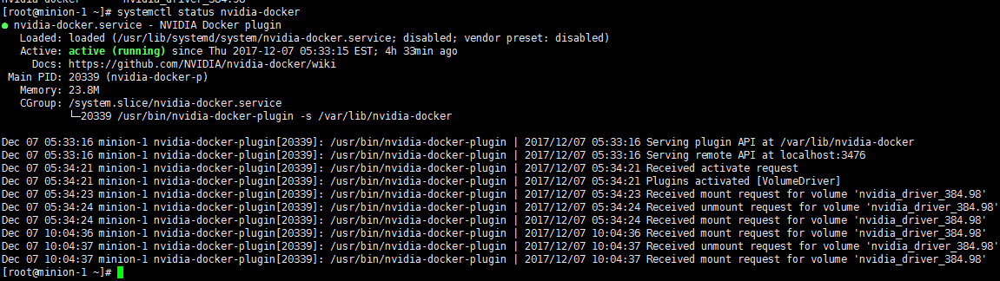 [root@minion-1 ~]# systemctl status nvidia-docker
● nvidia-docker.service - NVIDIA Docker plugin
   Loaded: loaded (/usr/lib/systemd/system/nvidia-docker.service; disabled; vendor preset: disabled)
   Active: active (running) since Thu 2017-12-07 05:33:15 EST; 4h 33min ago
     Docs: https://github.com/NVIDIA/nvidia-docker/wiki
 Main PID: 20339 (nvidia-docker-p)
   Memory: 23.8M
   CGroup: /system.slice/nvidia-docker.service
           └─20339 /usr/bin/nvidia-docker-plugin -s /var/lib/nvidia-docker

Dec 07 05:33:16 minion-1 nvidia-docker-plugin[20339]: /usr/bin/nvidia-docker-plugin | 2017/12/07 05:33:16 Serving plugin API at /var/lib/nvidia-docker
Dec 07 05:33:16 minion-1 nvidia-docker-plugin[20339]: /usr/bin/nvidia-docker-plugin | 2017/12/07 05:33:16 Serving remote API at localhost:3476
Dec 07 05:34:21 minion-1 nvidia-docker-plugin[20339]: /usr/bin/nvidia-docker-plugin | 2017/12/07 05:34:21 Received activate request
Dec 07 05:34:21 minion-1 nvidia-docker-plugin[20339]: /usr/bin/nvidia-docker-plugin | 2017/12/07 05:34:21 Plugins activated [VolumeDriver]
Dec 07 05:34:23 minion-1 nvidia-docker-plugin[20339]: /usr/bin/nvidia-docker-plugin | 2017/12/07 05:34:23 Received mount request for volume 'nvidia_driver_384.98'
Dec 07 05:34:24 minion-1 nvidia-docker-plugin[20339]: /usr/bin/nvidia-docker-plugin | 2017/12/07 05:34:24 Received unmount request for volume 'nvidia_driver_384.98'
Dec 07 05:34:24 minion-1 nvidia-docker-plugin[20339]: /usr/bin/nvidia-docker-plugin | 2017/12/07 05:34:24 Received mount request for volume 'nvidia_driver_384.98'
Dec 07 10:04:36 minion-1 nvidia-docker-plugin[20339]: /usr/bin/nvidia-docker-plugin | 2017/12/07 10:04:36 Received mount request for volume 'nvidia_driver_384.98'
Dec 07 10:04:37 minion-1 nvidia-docker-plugin[20339]: /usr/bin/nvidia-docker-plugin | 2017/12/07 10:04:37 Received unmount request for volume 'nvidia_driver_384.98'
Dec 07 10:04:37 minion-1 nvidia-docker-plugin[20339]: /usr/bin/nvidia-docker-plugin | 2017/12/07 10:04:37 Received mount request for volume 'nvidia_driver_384.98'
[root@minion-1 ~]#